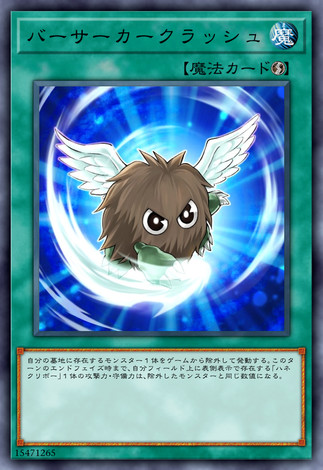 バーサーカークラッシュ 魔
【魔法カード】
自分の墓地に存在するモンスター1体をゲームから除外して発動する。このタ
ーンのエンドフェイズ時まで、自分フィールド上に表側表示で存在する「ハネ
クリボー」1体の攻撃力・守備力は、除外したモンスターと同じ数値になる。
15471265